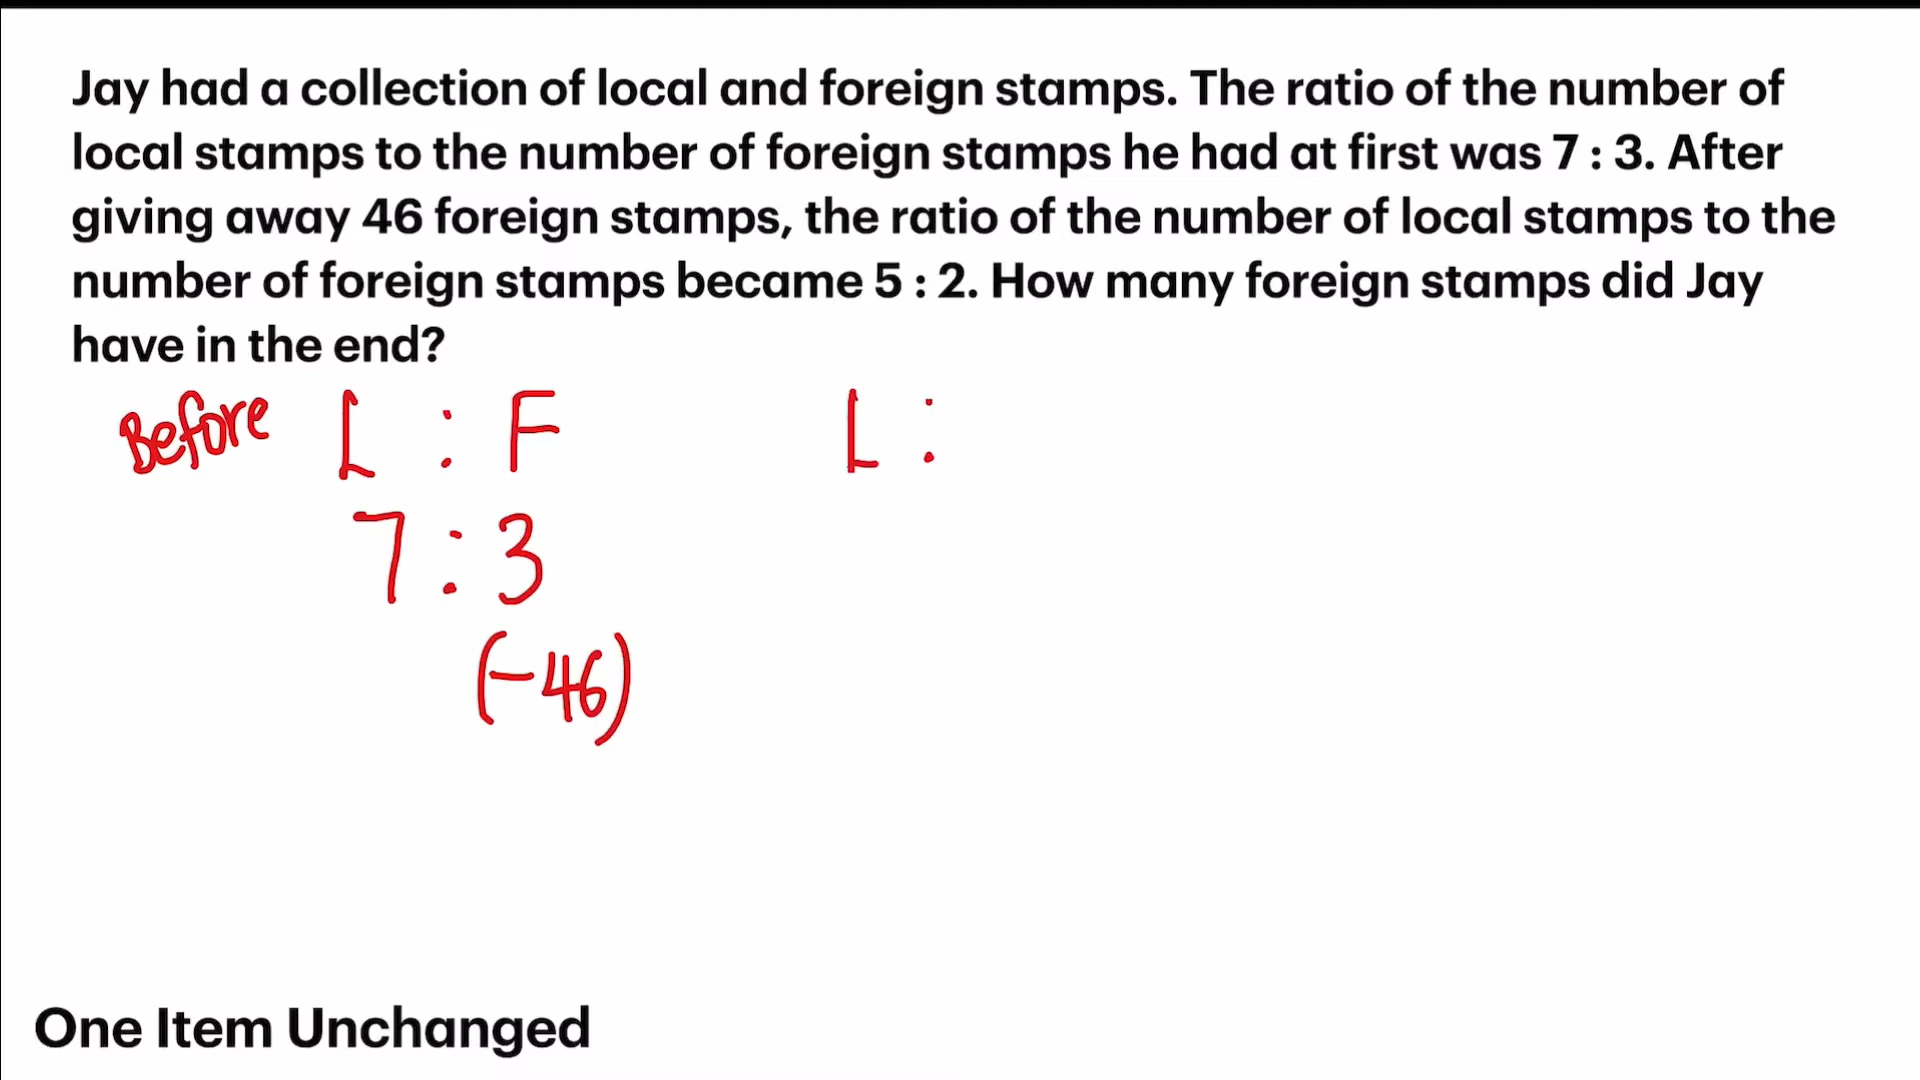 Jay had a collection of local and foreign stamps. The ratio of the number of
local stamps to the number of foreign stamps he had at first was 7 : 3. After
giving away 46 foreign stamps, the ratio of the number of local stamps to the
number of foreign stamps became 5 : 2. How many foreign stamps did Jay
have in the end?
Before L : F L :
7 : 3
(-46)
One Item Unchanged